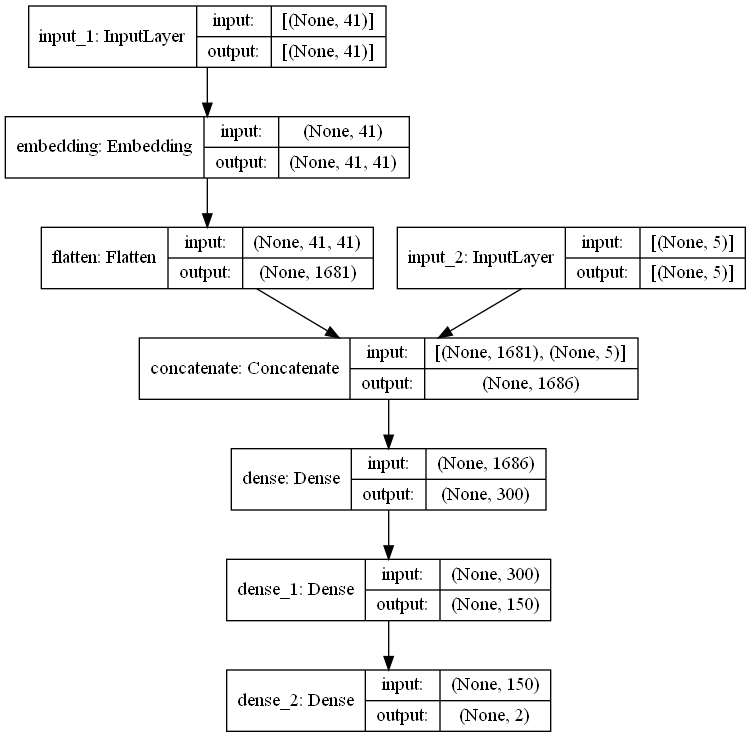 input_1: InputLayer
input: [(None, 41)]
output: [(None, 41)]
embedding: Embedding
input: (None, 41)
output: (None, 41, 41)
flatten: Flatten
input: (None, 41, 41)
output: (None, 1681)
input_2: InputLayer
input: [(None, 5)]
output: [(None, 5)]
concatenate: Concatenate
input: [(None, 1681), (None, 5)]
output: (None, 1686)
dense: Dense
input: (None, 1686)
output: (None, 300)
dense_1: Dense
input: (None, 300)
output: (None, 150)
dense_2: Dense
input: (None, 150)
output: (None, 2)